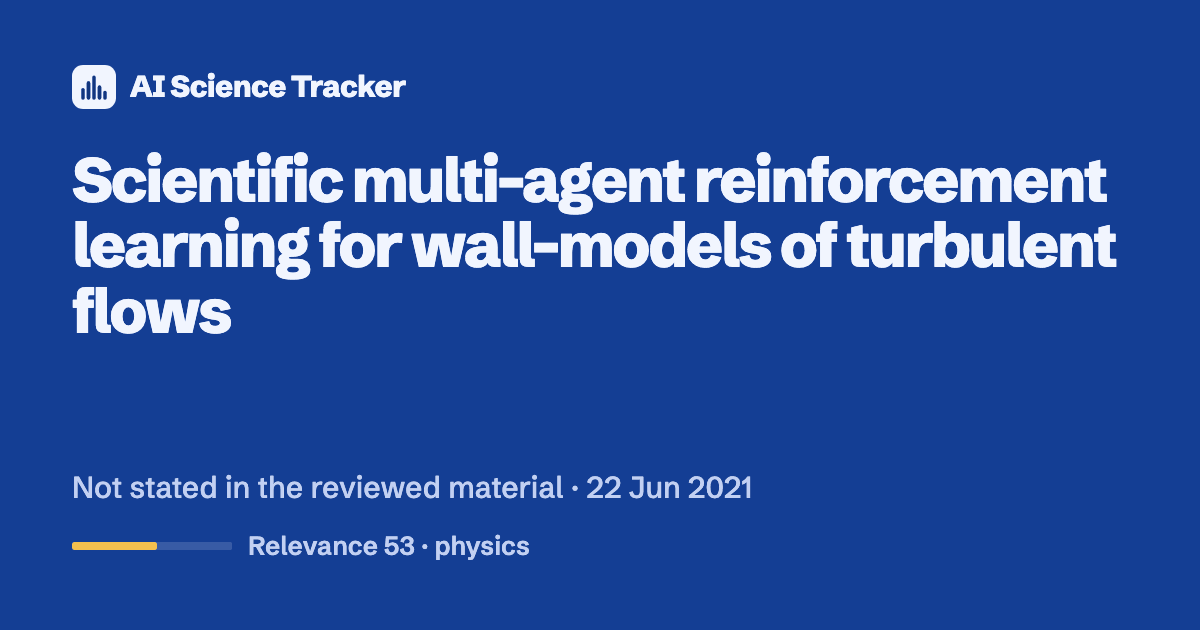 AI Science Tracker
Scientific multi-agent reinforcement
learning for wall-models of turbulent
flows
Not stated in the reviewed material · 22 Jun 2021
Relevance 53 · physics